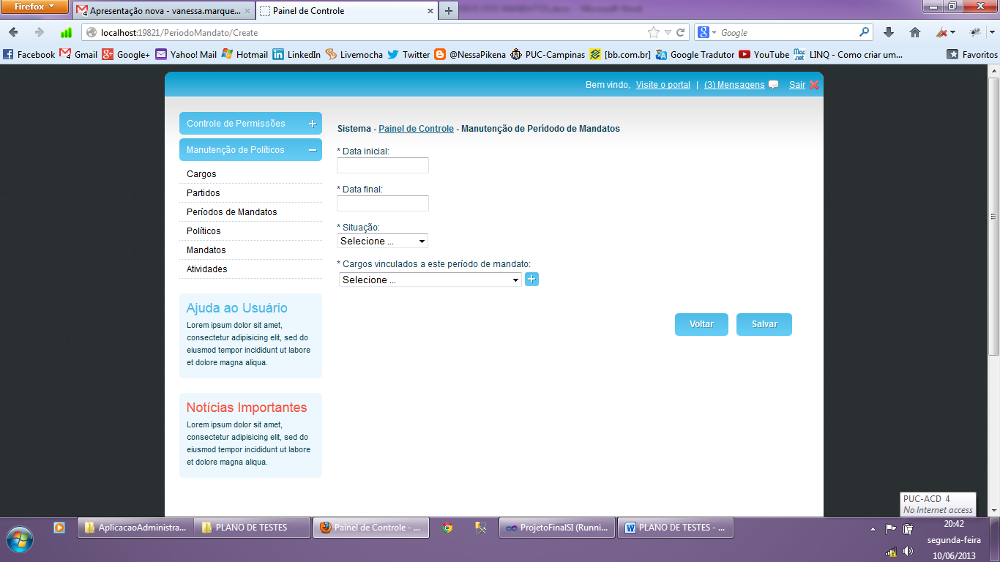 Firefox
Apresentação nova - vanessa.marque...
Painel de Controle
localhost:19821/PeriodoMandato/Create
Google
Facebook Gmail Google+ Yahoo! Mail Hotmail LinkedIn Livemocha Twitter @NessaPikena PUC-Campinas [bb.com.br] Google Tradutor YouTube LINQ - Como criar um... Favoritos
Bem vindo, Visite o portal | (3) Mensagens Sair
Controle de Permissões
Manutenção de Políticos
Cargos
Partidos
Períodos de Mandatos
Políticos
Mandatos
Atividades
Ajuda ao Usuário
Lorem ipsum dolor sit amet,
consectetur adipisicing elit, sed do
eiusmod tempor incididunt ut labore
et dolore magna aliqua.
Notícias Importantes
Lorem ipsum dolor sit amet,
consectetur adipisicing elit, sed do
eiusmod tempor incididunt ut labore
et dolore magna aliqua.
Sistema - Painel de Controle - Manutenção de Perídodo de Mandatos
* Data inicial:
* Data final:
* Situação:
Selecione ...
* Cargos vinculados a este período de mandato:
Selecione ...
Voltar Salvar
PUC-ACD 4
No Internet access
AplicacaoAdministra... PLANO DE TESTES Painel de Controle - ... ProjetoFinalSI (Runni... PLANO DE TESTES - ...
20:42
segunda-feira
10/06/2013